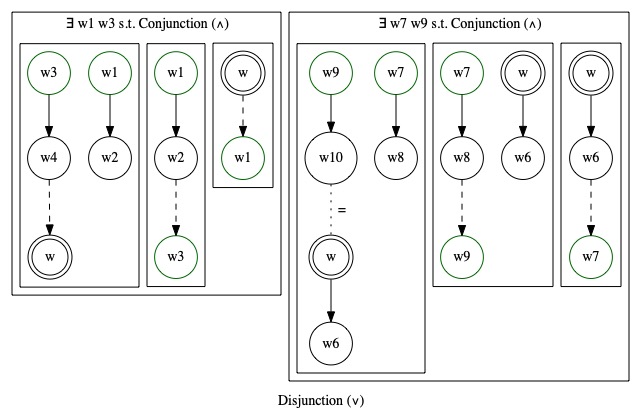 ∃ w1 w3 s.t. Conjunction (∧)
w3 w1
w4 w2
w
w1
w2
w3
w
w1
∃ w7 w9 s.t. Conjunction (∧)
w9 w7
w10 w8
=
w
w6
w7 w
w8 w6
w9
w
w6
w7
Disjunction (∨)